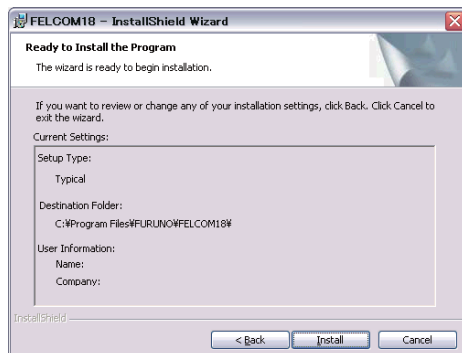 FELCOM18 - InstallShield Wizard
Ready to Install the Program
The wizard is ready to begin installation.
If you want to review or change any of your installation settings, click Back. Click Cancel to
exit the wizard.
Current Settings:
Setup Type:
Typical
Destination Folder:
C:¥Program Files¥FURUNO¥FELCOM18¥
User Information:
Name:
Company:
InstallShield
< Back
Install
Cancel